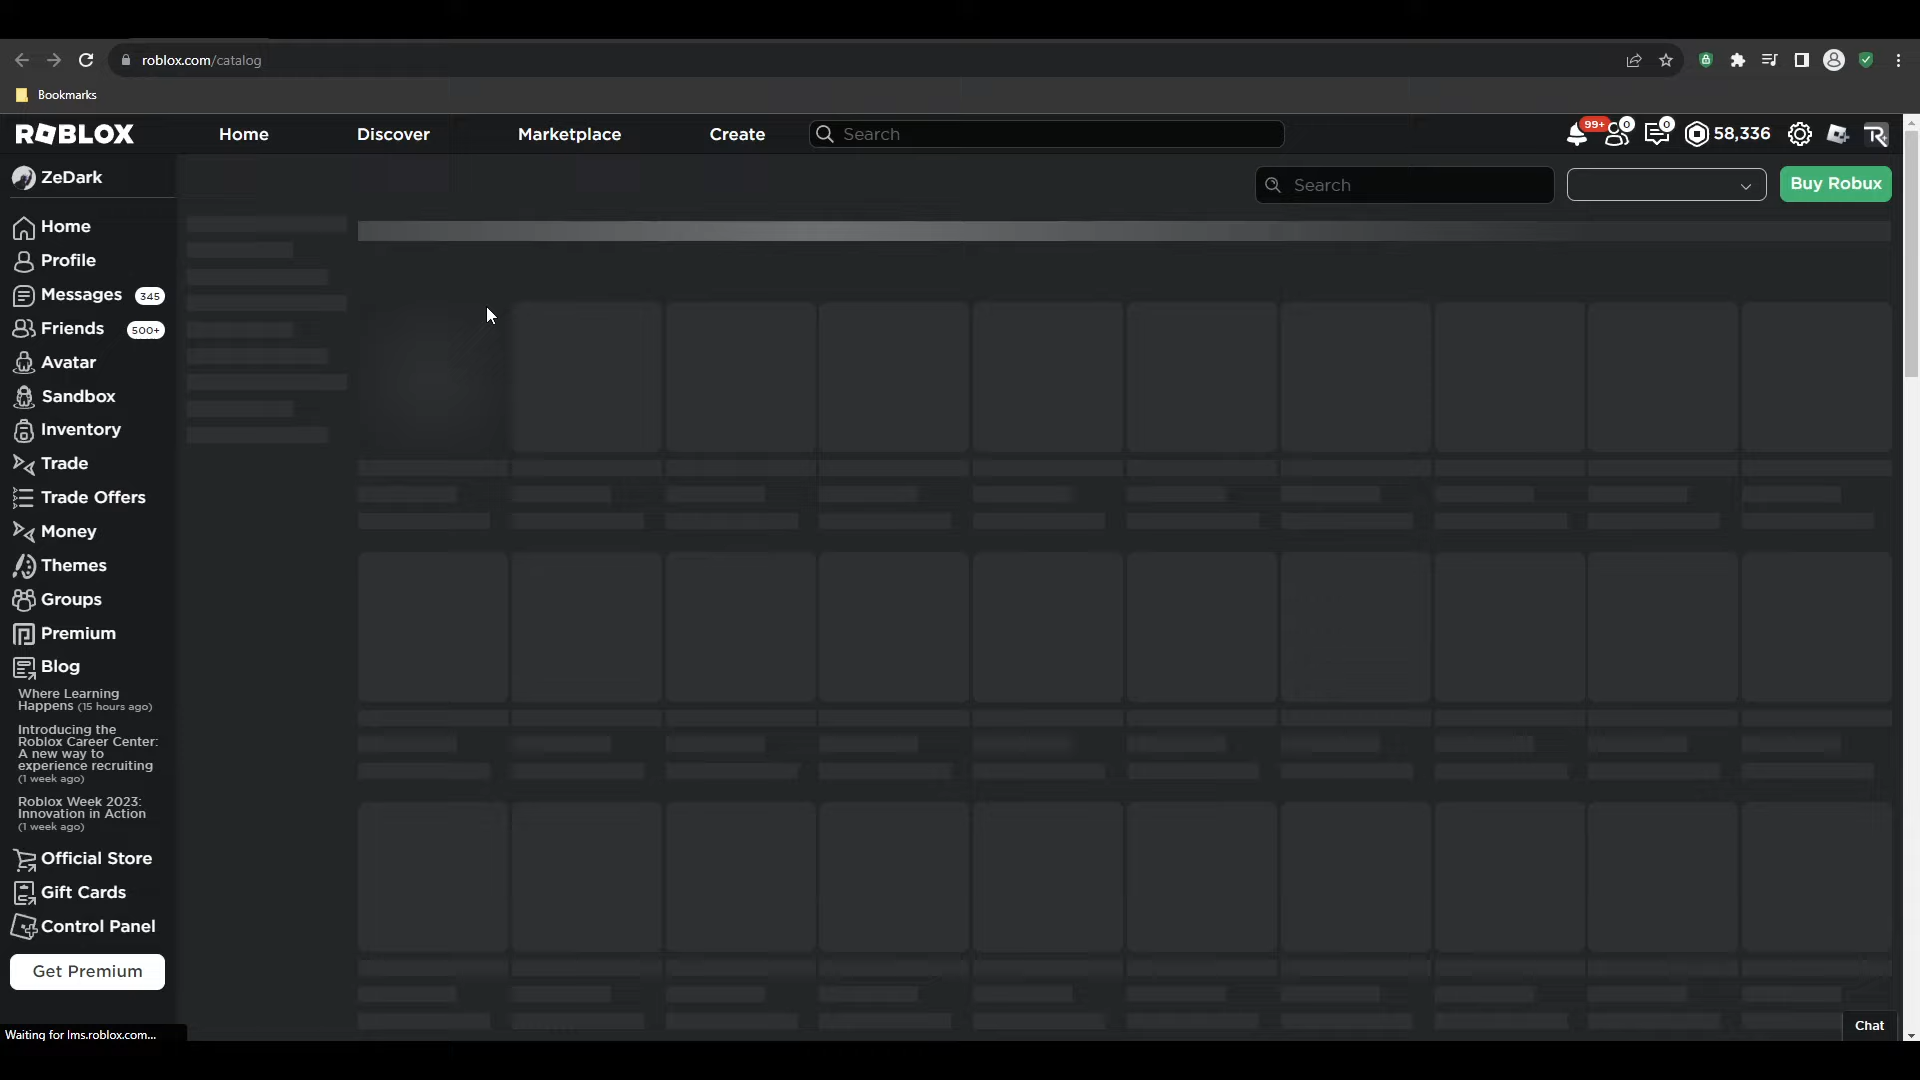 roblox.com/catalog
Bookmarks
ROBLOX
Home
Discover
Marketplace
Create
Search
99+
0
0
58,336
ZeDark
Search
Buy Robux
Home
Profile
Messages 345
Friends 500+
Avatar
Sandbox
Inventory
Trade
Trade Offers
Money
Themes
Groups
Premium
Blog
Where Learning
Happens (15 hours ago)
Introducing the
Roblox Career Center:
A new way to
experience recruiting
(1 week ago)
Roblox Week 2023:
Innovation in Action
(1 week ago)
Official Store
Gift Cards
Control Panel
Get Premium
Waiting for lms.roblox.com...
Chat